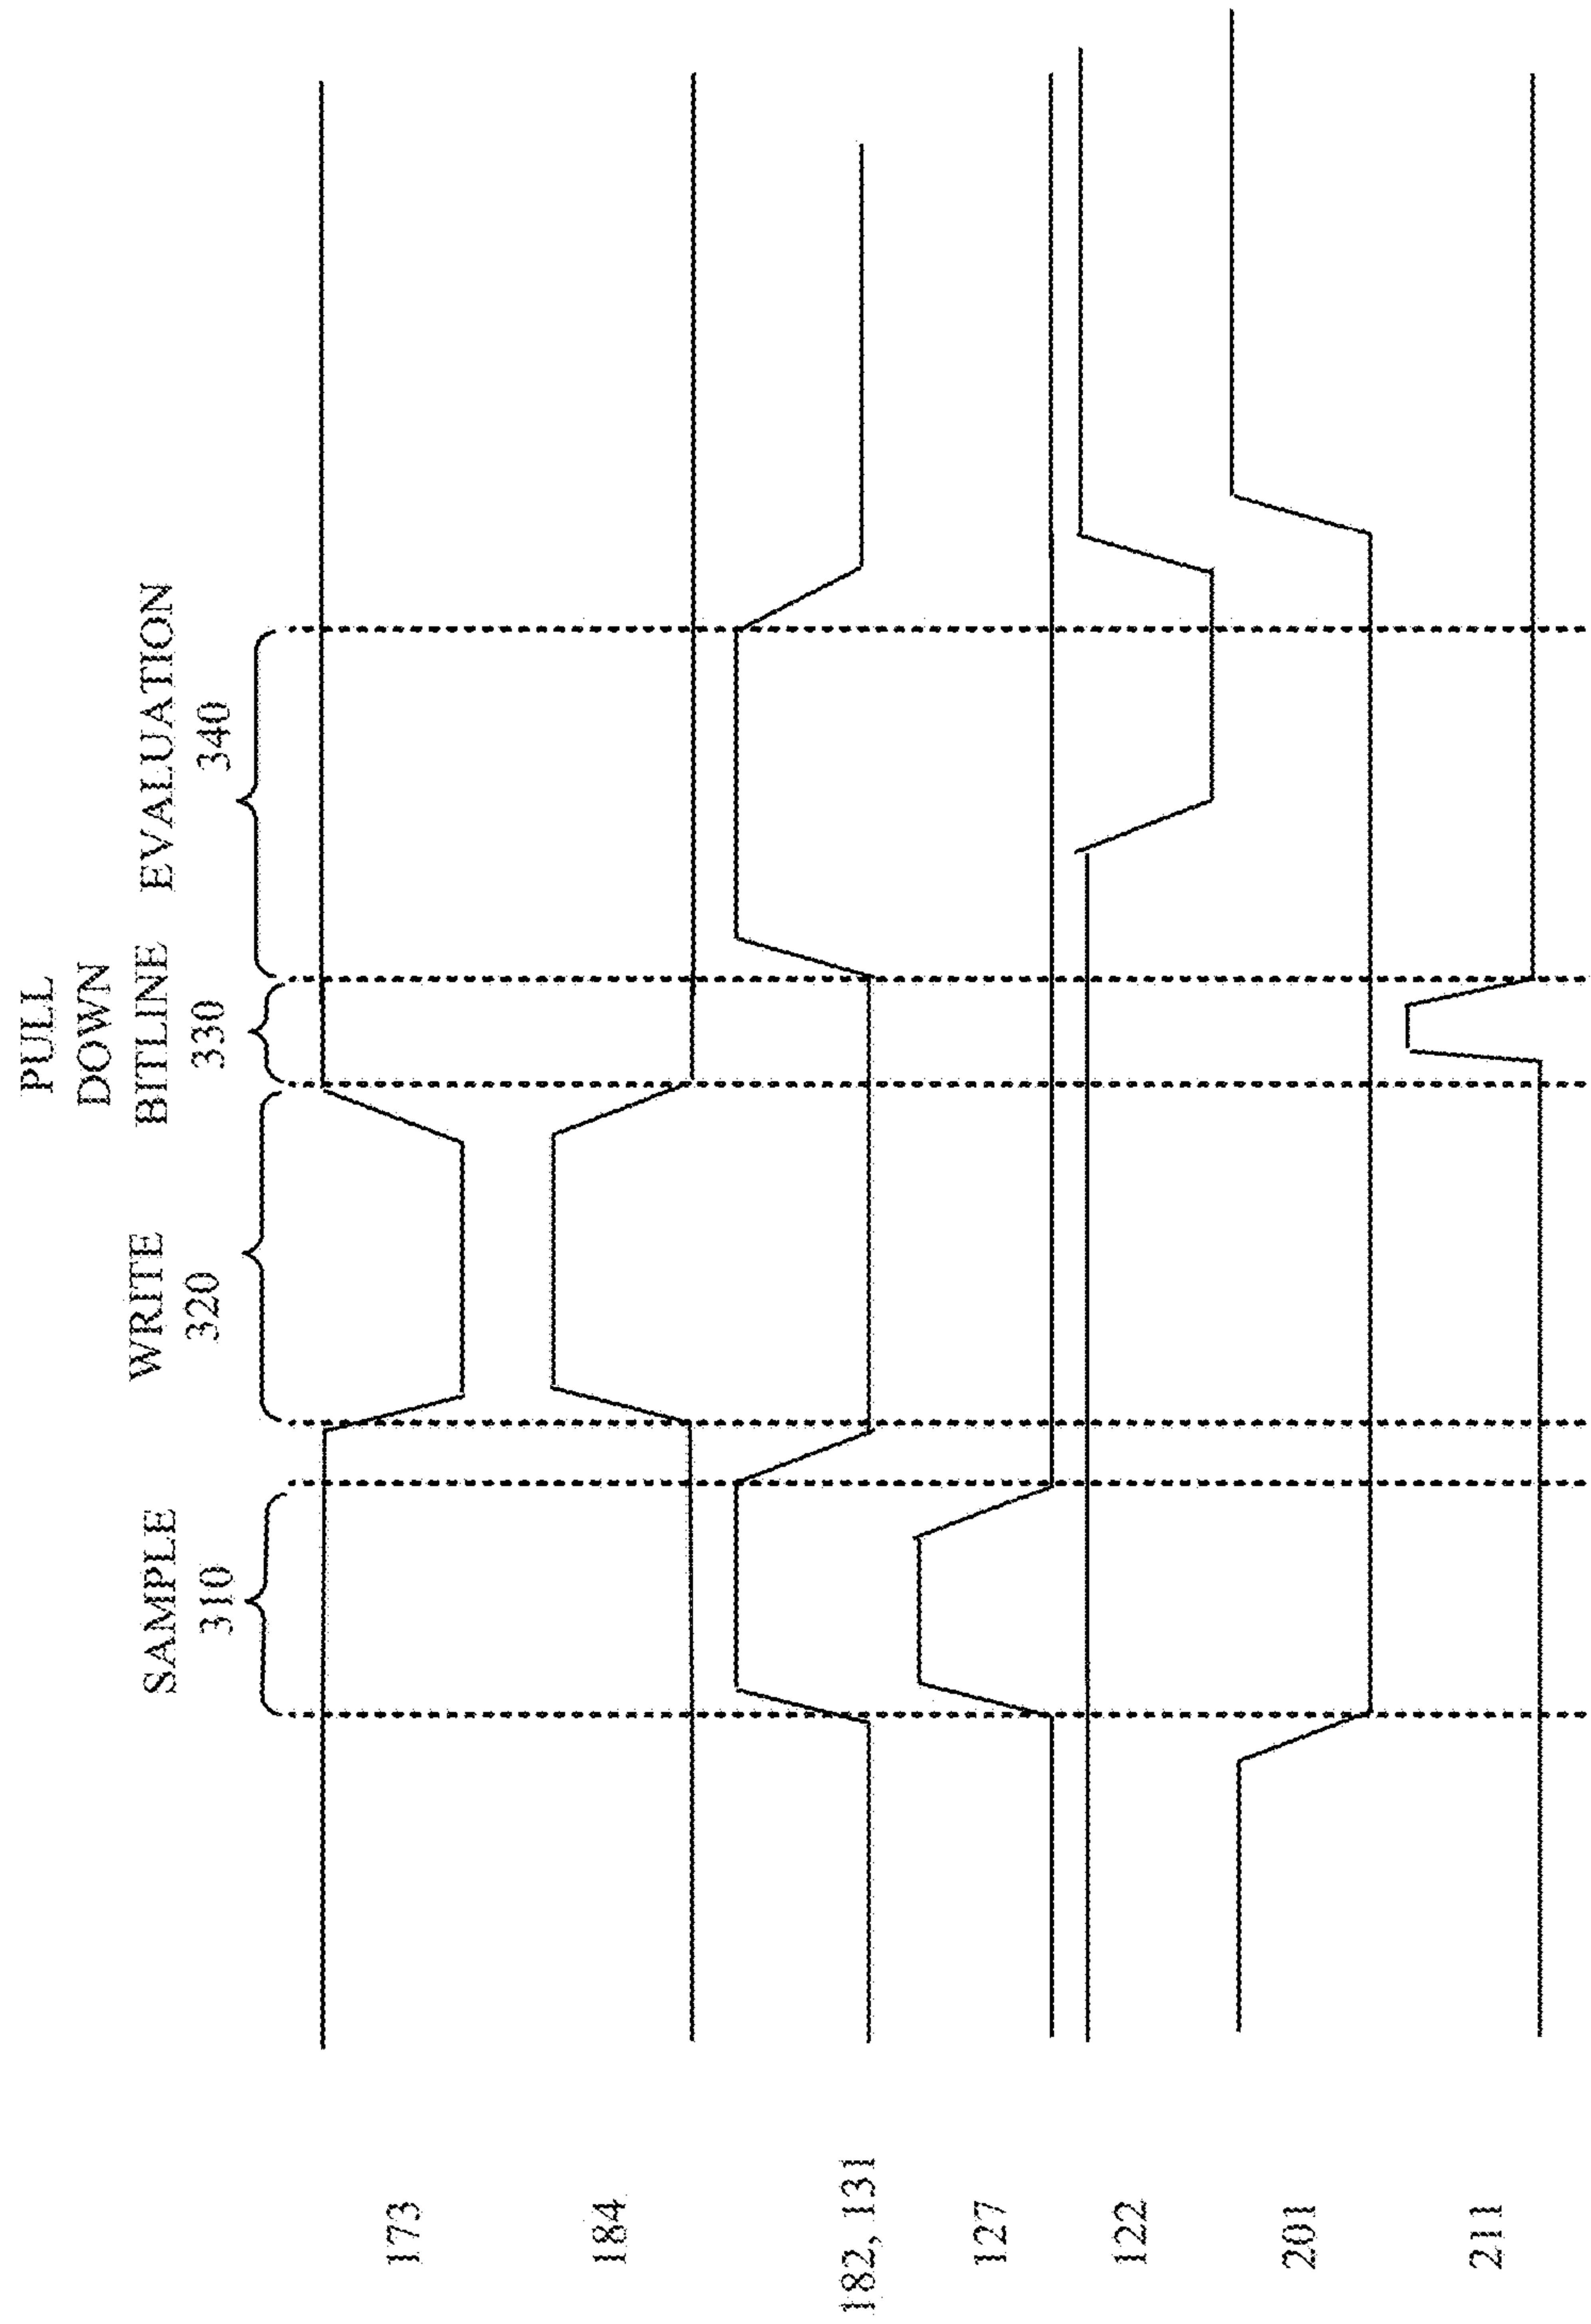 SAMPLE
310
WRITE
320
PULL
DOWN
BITLINE
330
EVALUATION
340
173
184
182, 131
127
122
201
211